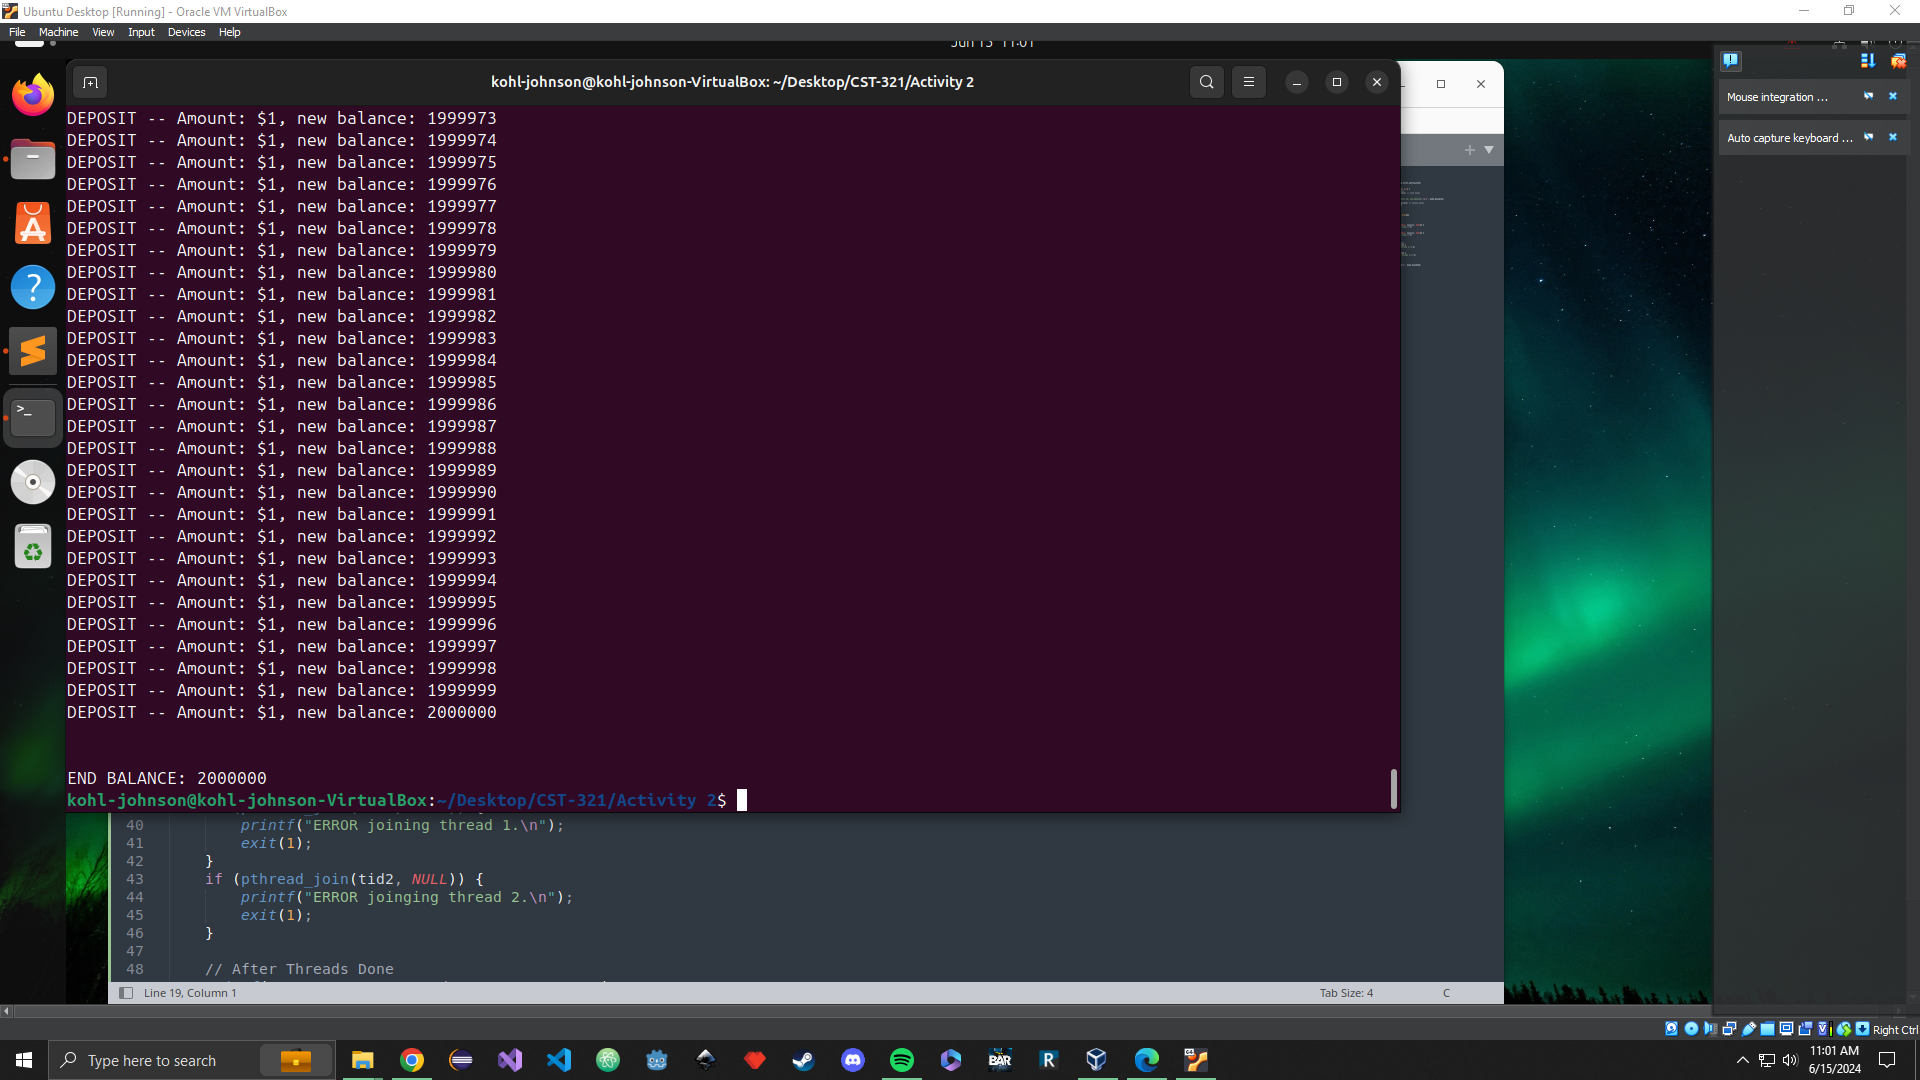 Ubuntu Desktop [Running] - Oracle VM VirtualBox
File Machine View Input Devices Help
Jun 15 11:01
kohl-johnson@kohl-johnson-VirtualBox: ~/Desktop/CST-321/Activity 2
Mouse integration ...
Auto capture keyboard ...
DEPOSIT -- Amount: $1, new balance: 1999973
DEPOSIT -- Amount: $1, new balance: 1999974
DEPOSIT -- Amount: $1, new balance: 1999975
DEPOSIT -- Amount: $1, new balance: 1999976
DEPOSIT -- Amount: $1, new balance: 1999977
DEPOSIT -- Amount: $1, new balance: 1999978
DEPOSIT -- Amount: $1, new balance: 1999979
DEPOSIT -- Amount: $1, new balance: 1999980
DEPOSIT -- Amount: $1, new balance: 1999981
DEPOSIT -- Amount: $1, new balance: 1999982
DEPOSIT -- Amount: $1, new balance: 1999983
DEPOSIT -- Amount: $1, new balance: 1999984
DEPOSIT -- Amount: $1, new balance: 1999985
DEPOSIT -- Amount: $1, new balance: 1999986
DEPOSIT -- Amount: $1, new balance: 1999987
DEPOSIT -- Amount: $1, new balance: 1999988
DEPOSIT -- Amount: $1, new balance: 1999989
DEPOSIT -- Amount: $1, new balance: 1999990
DEPOSIT -- Amount: $1, new balance: 1999991
DEPOSIT -- Amount: $1, new balance: 1999992
DEPOSIT -- Amount: $1, new balance: 1999993
DEPOSIT -- Amount: $1, new balance: 1999994
DEPOSIT -- Amount: $1, new balance: 1999995
DEPOSIT -- Amount: $1, new balance: 1999996
DEPOSIT -- Amount: $1, new balance: 1999997
DEPOSIT -- Amount: $1, new balance: 1999998
DEPOSIT -- Amount: $1, new balance: 1999999
DEPOSIT -- Amount: $1, new balance: 2000000
END BALANCE: 2000000
kohl-johnson@kohl-johnson-VirtualBox:~/Desktop/CST-321/Activity 2$
40 printf("ERROR joining thread 1.\n");
41 exit(1);
42 }
43 if (pthread_join(tid2, NULL)) {
44 printf("ERROR joinging thread 2.\n");
45 exit(1);
46 }
47
48 // After Threads Done
Line 19, Column 1
Tab Size: 4
C
Right Ctrl
Type here to search
BAR
R
11:01 AM
6/15/2024